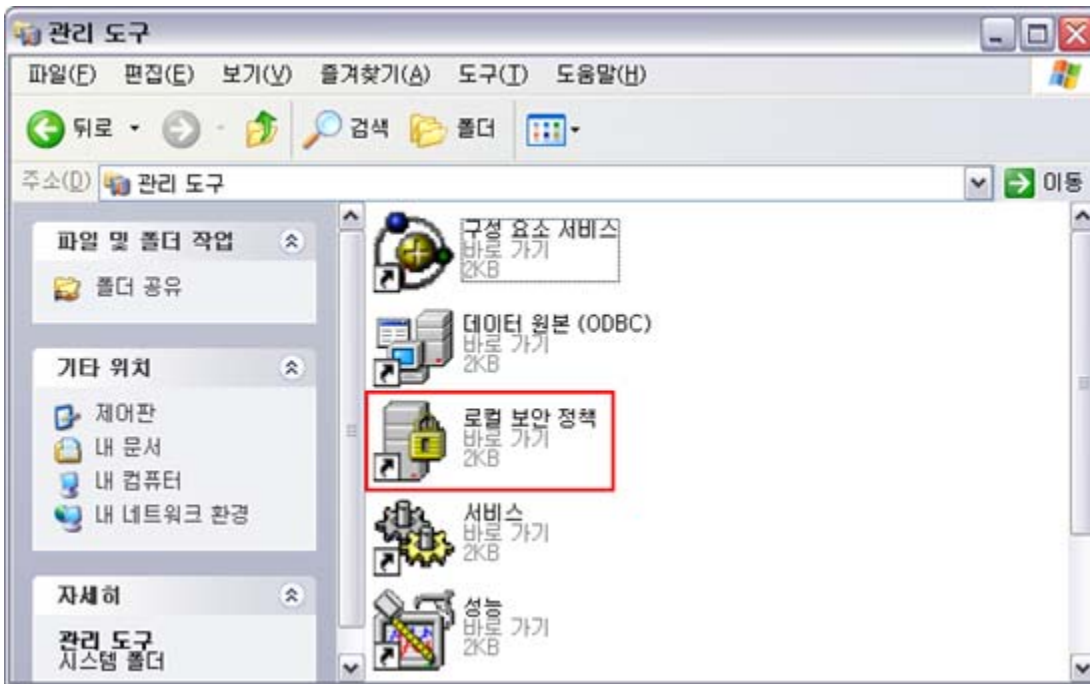 관리 도구
파일(F) 편집(E) 보기(V) 즐겨찾기(A) 도구(T) 도움말(H)
뒤로 검색 폴더
주소(D) 관리 도구 이동
파일 및 폴더 작업
폴더 공유
기타 위치
제어판
내 문서
내 컴퓨터
내 네트워크 환경
자세히
관리 도구
시스템 폴더
구성 요소 서비스
바로 가기
2KB
데이터 원본 (ODBC)
바로 가기
2KB
로컬 보안 정책
바로 가기
2KB
서비스
바로 가기
2KB
성능
바로 가기
2KB